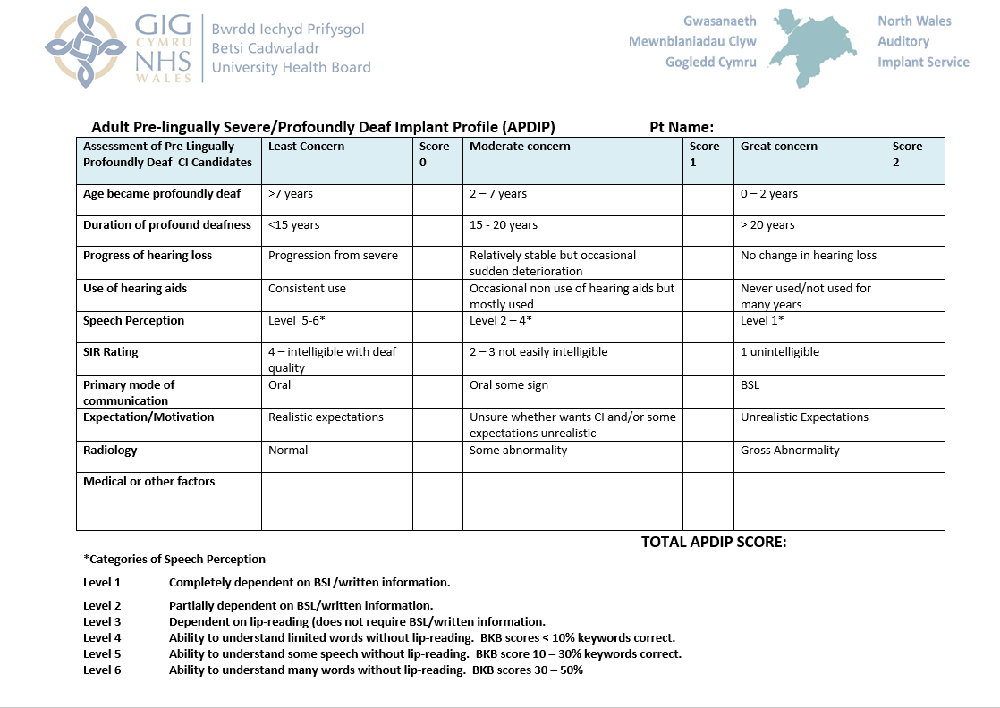 GIG
CYMRU
NHS
WALES
Bwrdd Iechyd Prifysgol
Betsi Cadwaladr
University Health Board
Gwasanaeth
Mewnblaniadau Clyw
Gogledd Cymru
North Wales
Auditory
Implant Service
Adult Pre-lingually Severe/Profoundly Deaf Implant Profile (APDIP) Pt Name:
Assessment of Pre Lingually
Profoundly Deaf CI Candidates
Least Concern
Score
0
Moderate concern
Score
1
Great concern
Score
2
Age became profoundly deaf
>7 years
2 – 7 years
0 – 2 years
Duration of profound deafness
<15 years
15 - 20 years
> 20 years
Progress of hearing loss
Progression from severe
Relatively stable but occasional
sudden deterioration
No change in hearing loss
Use of hearing aids
Consistent use
Occasional non use of hearing aids but
mostly used
Never used/not used for
many years
Speech Perception
Level 5-6*
Level 2 – 4*
Level 1*
SIR Rating
4 – intelligible with deaf
quality
2 – 3 not easily intelligible
1 unintelligible
Primary mode of
communication
Oral
Oral some sign
BSL
Expectation/Motivation
Realistic expectations
Unsure whether wants CI and/or some
expectations unrealistic
Unrealistic Expectations
Radiology
Normal
Some abnormality
Gross Abnormality
Medical or other factors
TOTAL APDIP SCORE:
*Categories of Speech Perception
Level 1 Completely dependent on BSL/written information.
Level 2 Partially dependent on BSL/written information.
Level 3 Dependent on lip-reading (does not require BSL/written information.
Level 4 Ability to understand limited words without lip-reading. BKB scores < 10% keywords correct.
Level 5 Ability to understand some speech without lip-reading. BKB score 10 – 30% keywords correct.
Level 6 Ability to understand many words without lip-reading. BKB scores 30 – 50%